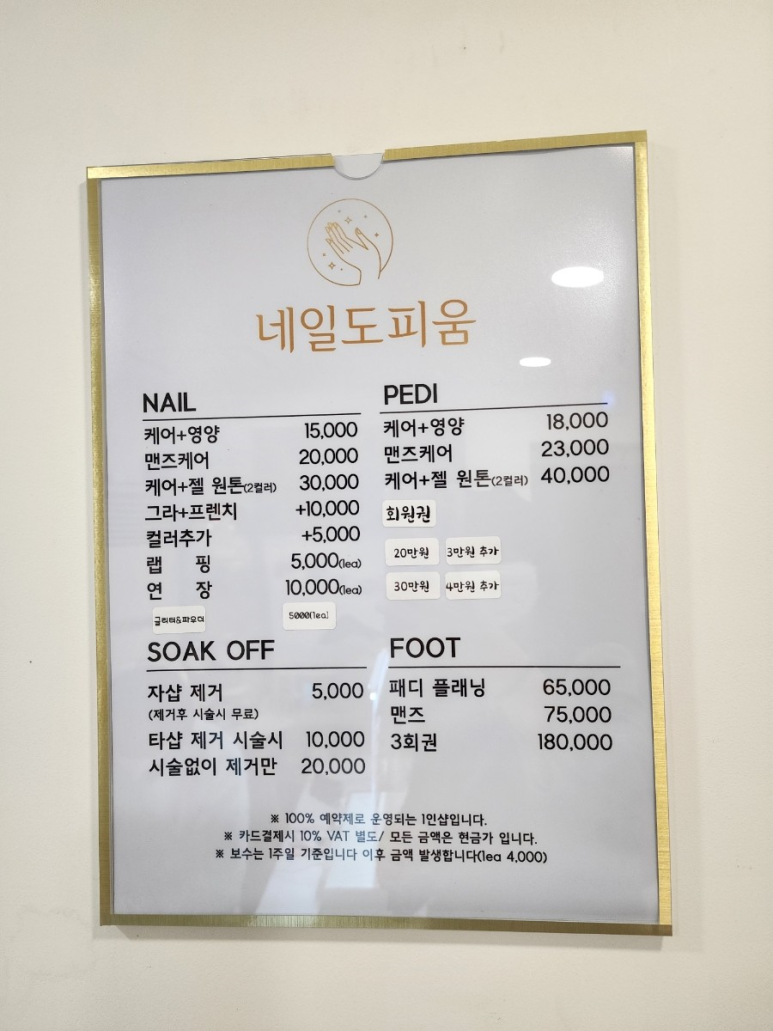 네일도피움
NAIL
케어+영양 15,000
맨즈케어 20,000
케어+젤 원톤(2컬러) 30,000
그라+프렌치 +10,000
컬러추가 +5,000
랩 핑 5,000(1ea)
연 장 10,000(1ea)
글리터&파우더 5000(1ea)
PEDI
케어+영양 18,000
맨즈케어 23,000
케어+젤 원톤(2컬러) 40,000
회원권
20만원 3만원 추가
30만원 4만원 추가
SOAK OFF
자샵 제거 5,000
(제거후 시술시 무료)
타샵 제거 시술시 10,000
시술없이 제거만 20,000
FOOT
패디 플래닝 65,000
맨즈 75,000
3회권 180,000
※ 100% 예약제로 운영되는 1인샵입니다.
※ 카드결제시 10% VAT 별도/ 모든 금액은 현금가 입니다.
※ 보수는 1주일 기준입니다 이후 금액 발생합니다(1ea 4,000)